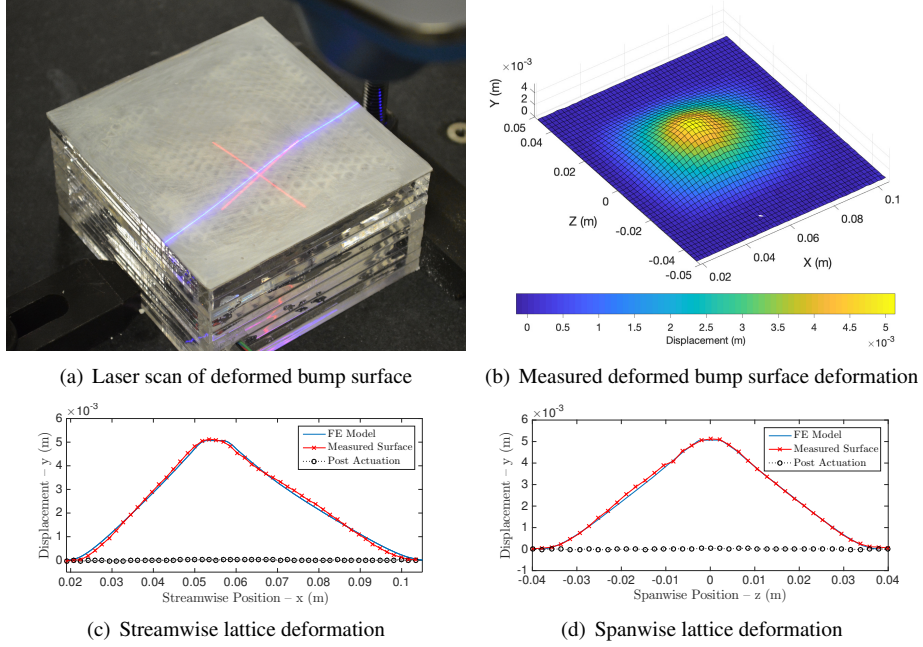 ×10⁻³
Y (m)
4
2
0
0.05
0.04
0.02
0
Z (m)
-0.02
-0.04
-0.05
0.02
0.04
0.06
X (m)
0.08
0.1
0 0.5 1 1.5 2 2.5 3 3.5 4 4.5 5
Displacement (m)
×10⁻³
(a) Laser scan of deformed bump surface
(b) Measured deformed bump surface deformation
×10⁻³
6
5
4
3
2
1
0
Displacement – y (m)
FE Model
Measured Surface
Post Actuation
0.02 0.03 0.04 0.05 0.06 0.07 0.08 0.09 0.1
Streamwise Position – x (m)
(c) Streamwise lattice deformation
×10⁻³
6
5
4
3
2
1
0
-1
Displacement – y (m)
FE Model
Measured Surface
Post Actuation
-0.04 -0.03 -0.02 -0.01 0 0.01 0.02 0.03 0.04
Spanwise Position – z (m)
(d) Spanwise lattice deformation